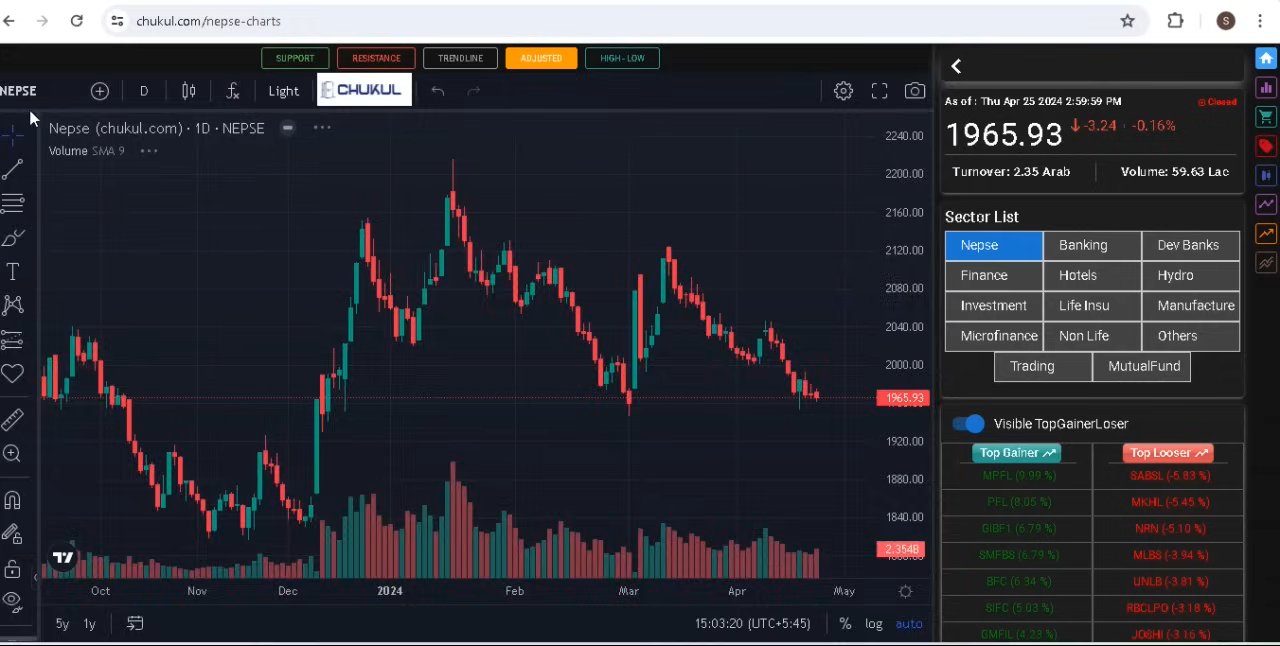 chukul.com/nepse-charts
S
SUPPORT RESISTANCE TRENDLINE ADJUSTED HIGH-LOW
NEPSE D Light CHUKUL
Nepse (chukul.com) · 1D · NEPSE
Volume SMA 9
2240.00
2200.00
2160.00
2120.00
2080.00
2040.00
2000.00
1965.93
1920.00
1880.00
1840.00
2.354B
Oct Nov Dec 2024 Feb Mar Apr May
5y 1y 15:03:20 (UTC+5:45) % log auto
As of : Thu Apr 25 2024 2:59:59 PM Closed
1965.93 -3.24 -0.16%
Turnover: 2.35 Arab Volume: 59.63 Lac
Sector List
Nepse Banking Dev Banks
Finance Hotels Hydro
Investment Life Insu Manufacture
Microfinance Non Life Others
Trading MutualFund
Visible TopGainerLoser
Top Gainer Top Looser
MPFL (9.99 %) SABSL (-5.83 %)
PFL (8.05 %) MKHL (-5.45 %)
GIBF1 (6.79 %) NRN (-5.10 %)
SMFBS (6.79 %) MLBS (-3.94 %)
BFC (6.34 %) UNLB (-3.81 %)
SIFC (5.03 %) RBCLPO (-3.18 %)
GMFIL (4.23 %) JOSHI (-3.16 %)